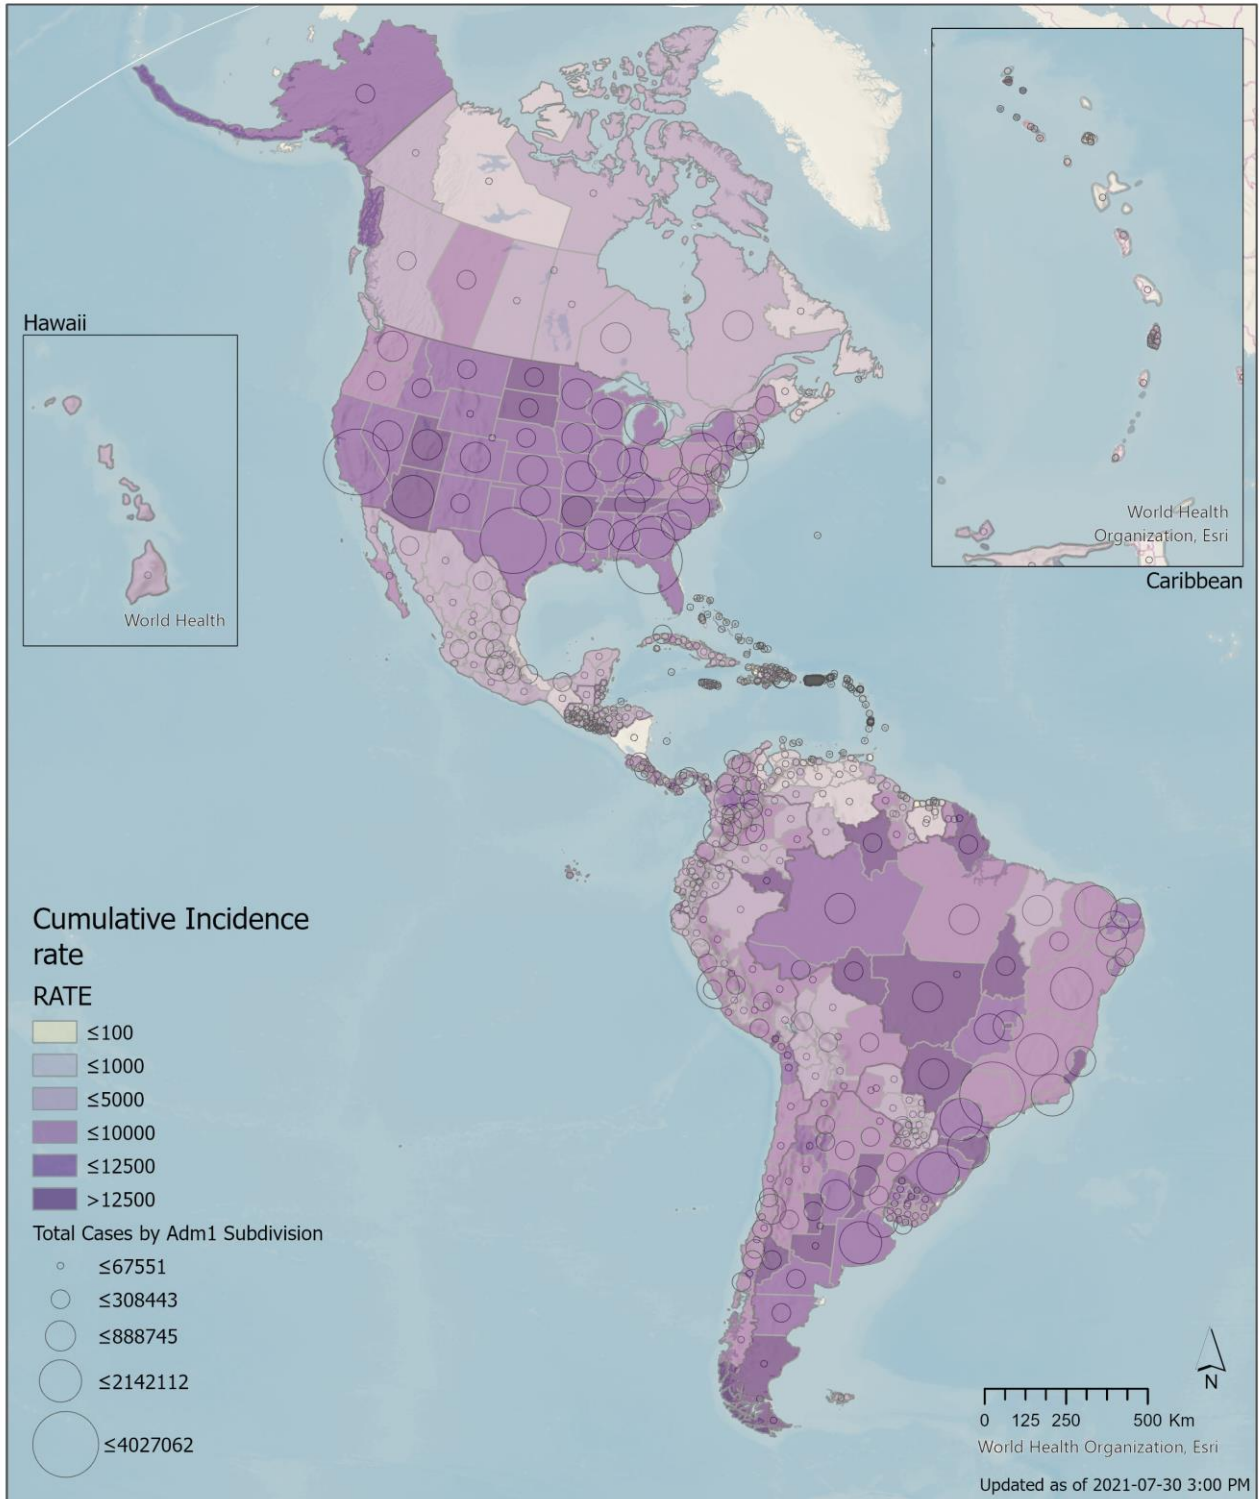 Hawaii
World Health
World Health
Organization, Esri
Caribbean
Cumulative Incidence
rate
RATE
≤100
≤1000
≤5000
≤10000
≤12500
>12500
Total Cases by Adm1 Subdivision
≤67551
≤308443
≤888745
≤2142112
≤4027062
N
0 125 250 500 Km
World Health Organization, Esri
Updated as of 2021-07-30 3:00 PM